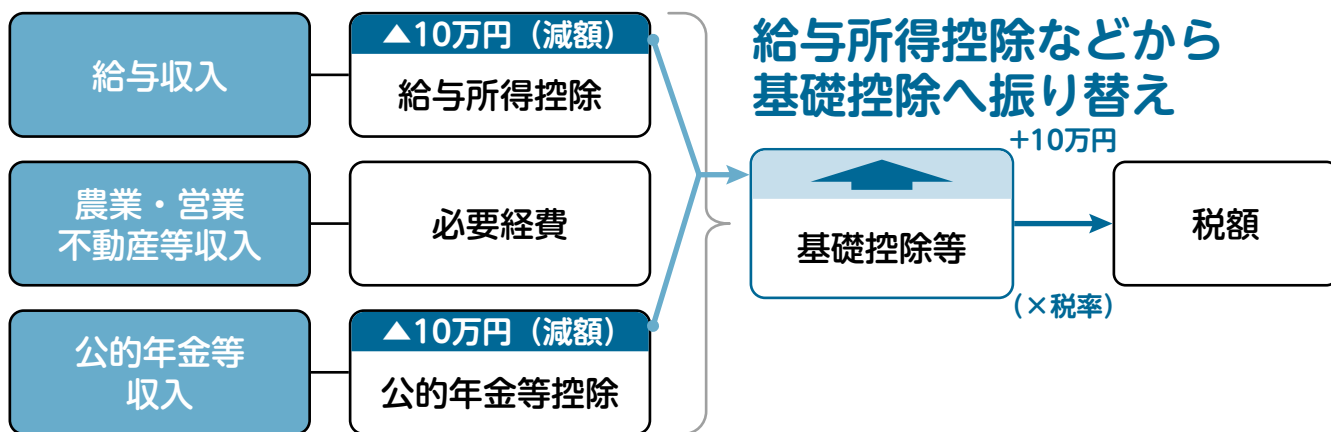 給与収入
▲10万円（減額）
給与所得控除
給与所得控除などから
基礎控除へ振り替え
+10万円
農業・営業
不動産等収入
必要経費
基礎控除等
税額
（×税率）
公的年金等
収入
▲10万円（減額）
公的年金等控除